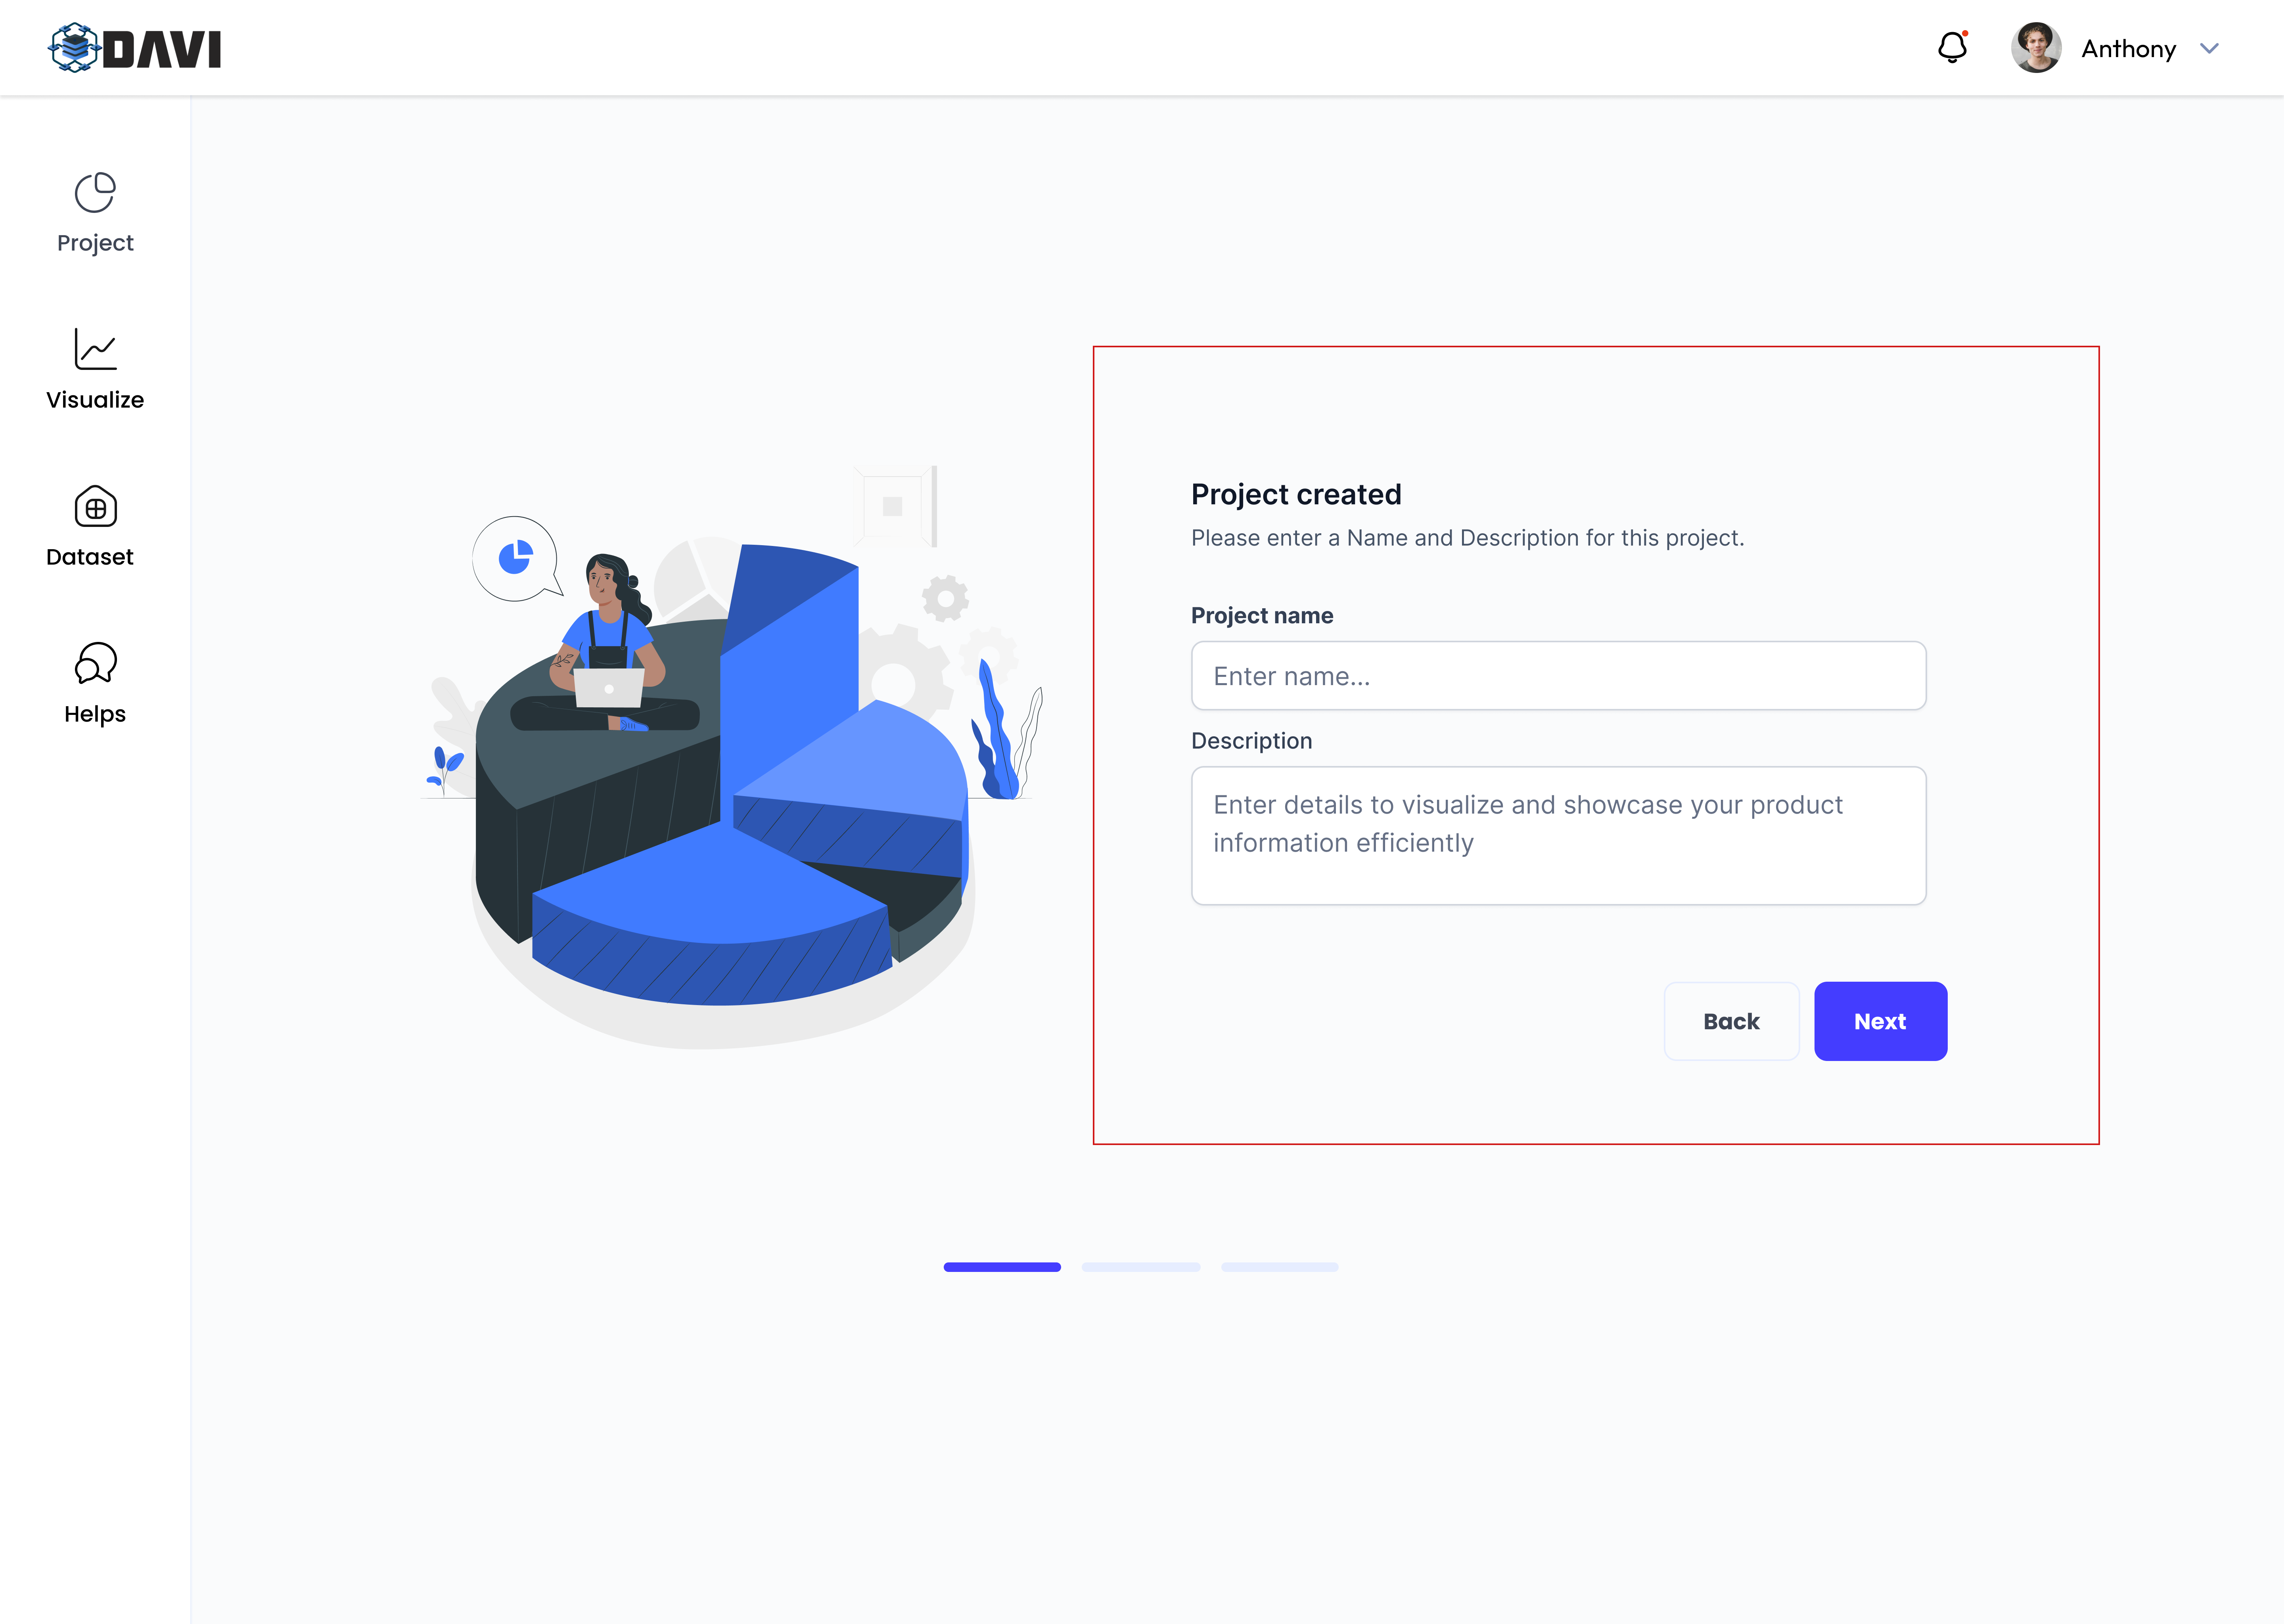 DAVI
Anthony
Project
Visualize
Dataset
Helps
Project created
Please enter a Name and Description for this project.
Project name
Enter name...
Description
Enter details to visualize and showcase your product
information efficiently
Back
Next